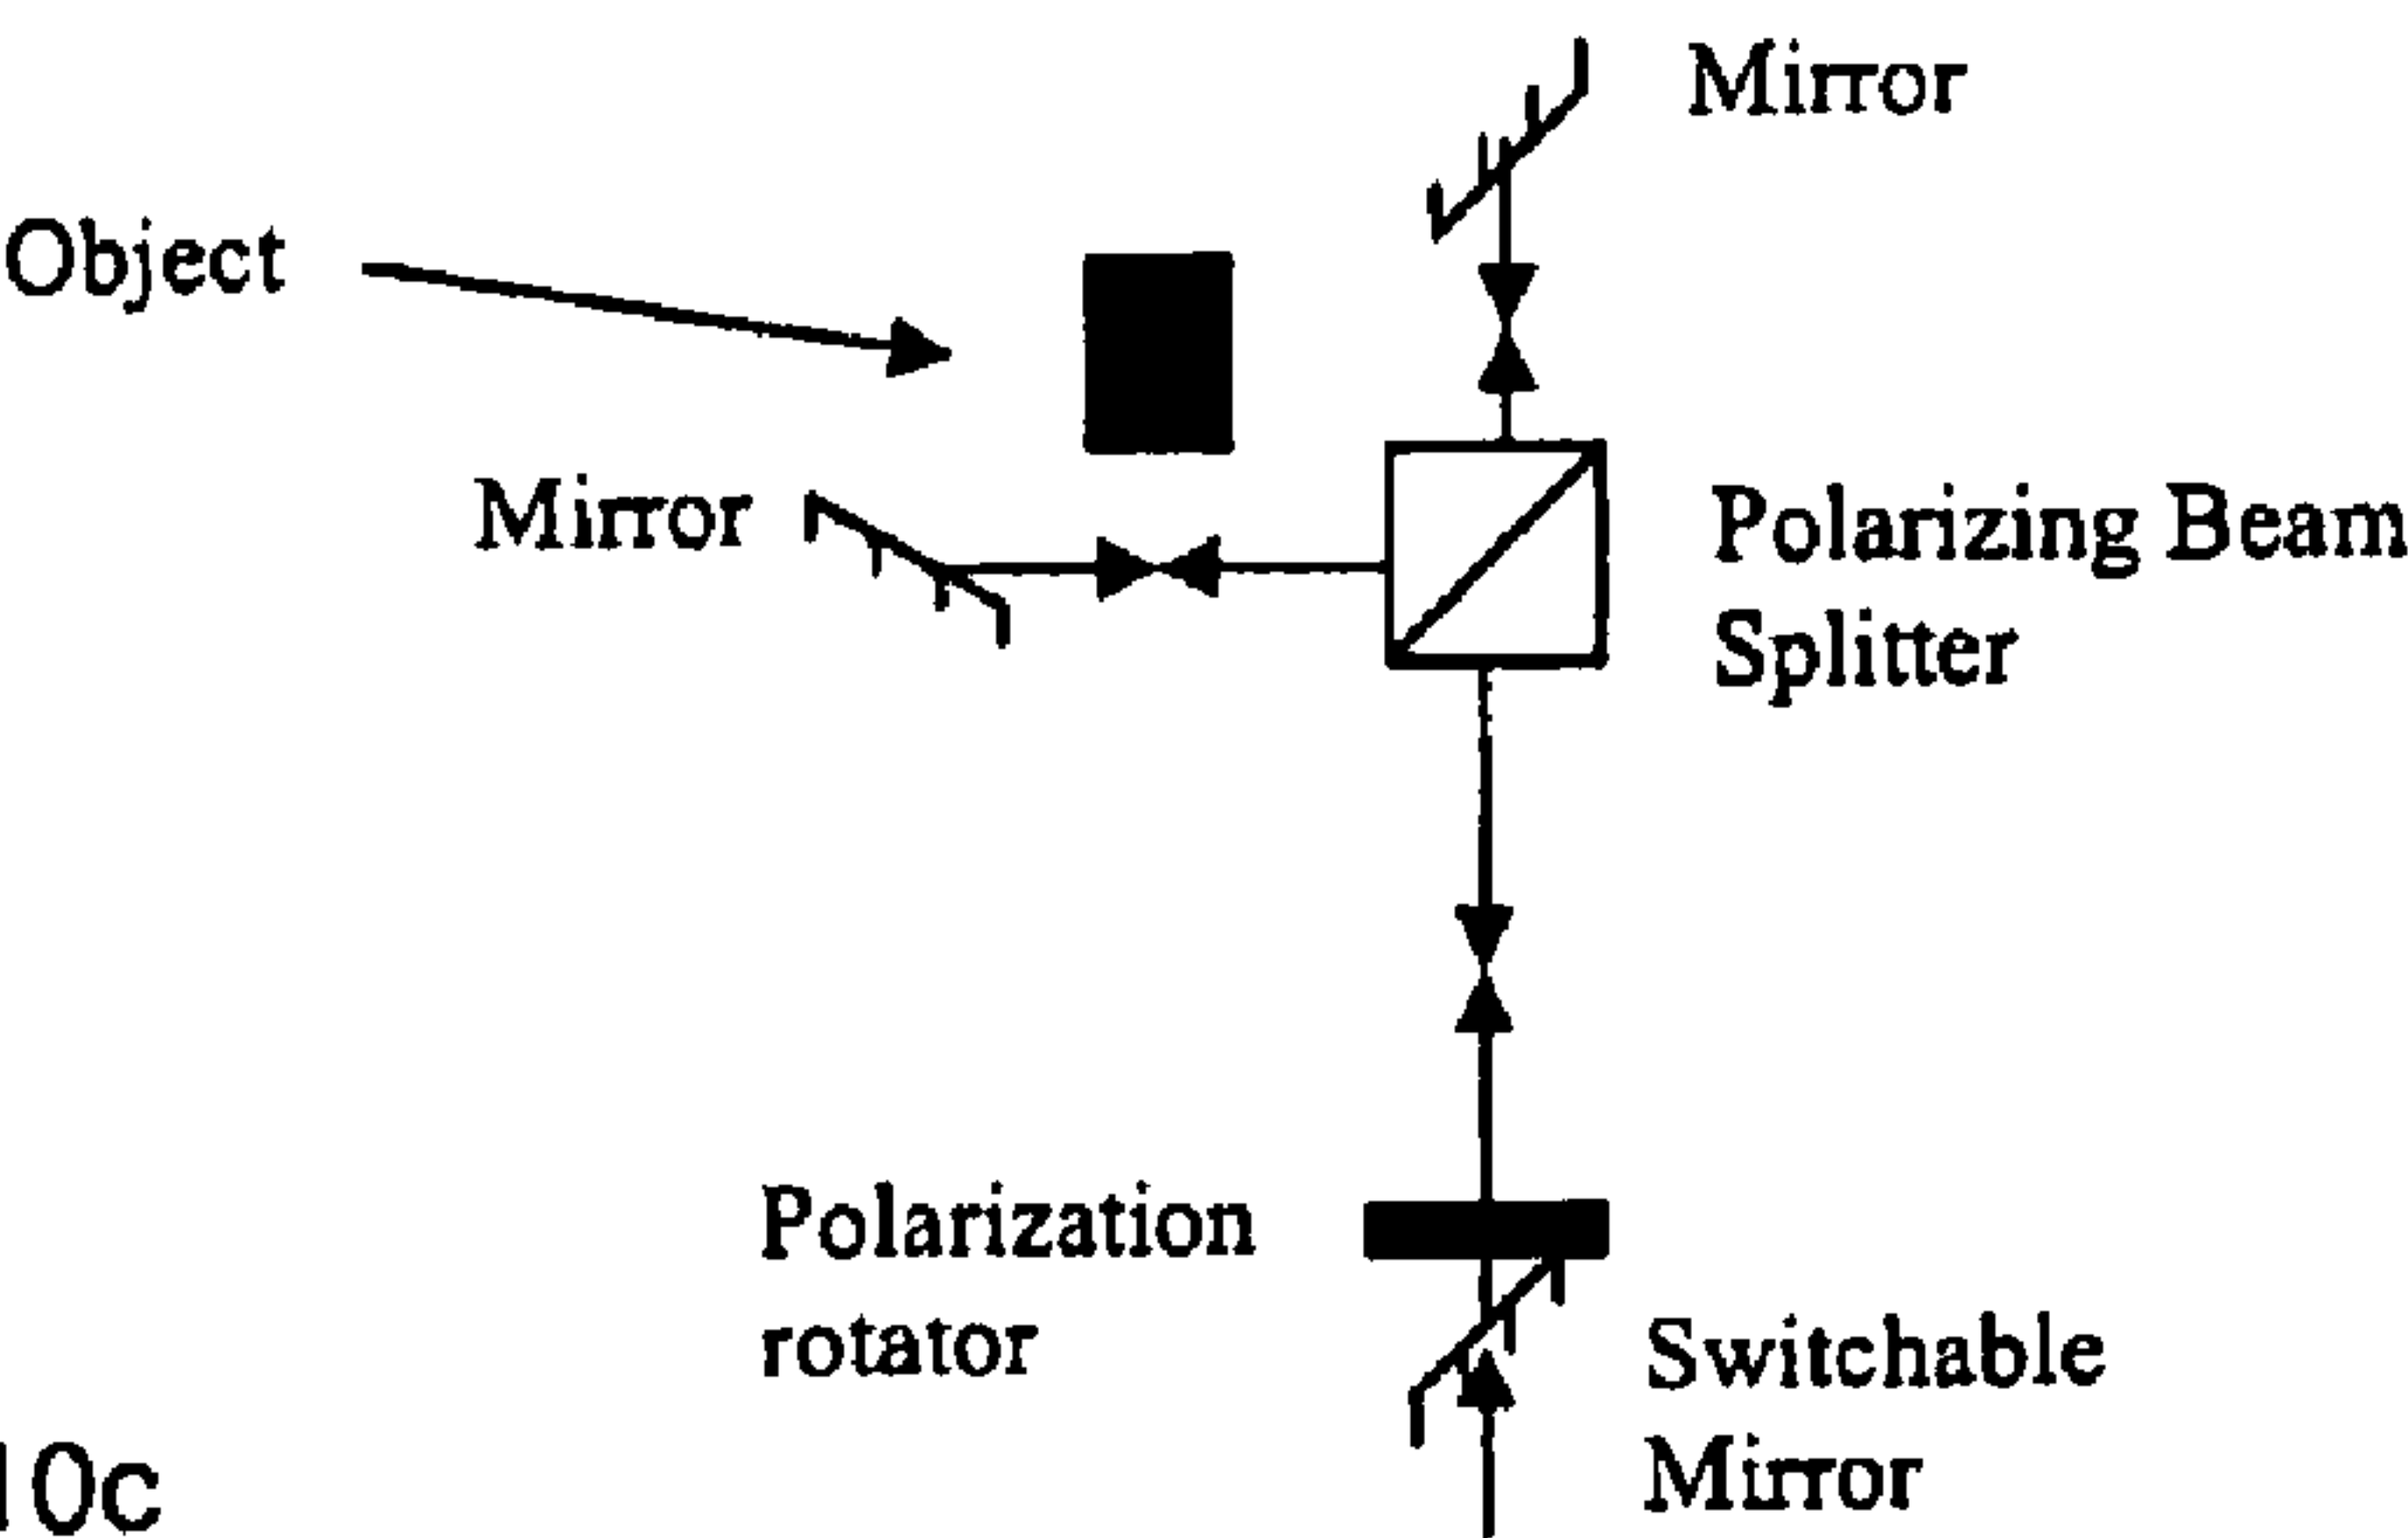 Mirror
Object
Mirror
Polarizing Beam
Splitter
Polarization
rotator
Switchable
Mirror
10c